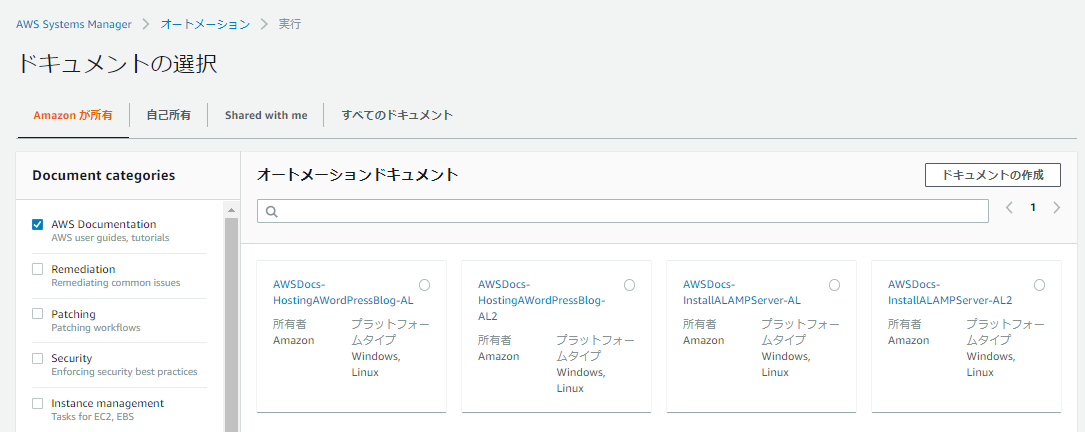 AWS Systems Manager > オートメーション > 実行
ドキュメントの選択
Amazon が所有 自己所有 Shared with me すべてのドキュメント
Document categories
AWS Documentation
AWS user guides, tutorials
Remediation
Remediating common issues
Patching
Patching workflows
Security
Enforcing security best practices
Instance management
Tasks for EC2, EBS
オートメーションドキュメント
ドキュメントの作成
1
AWSDocs-
HostingAWordPressBlog-AL
所有者
Amazon
プラットフォー
ムタイプ
Windows,
Linux
AWSDocs-
HostingAWordPressBlog-
AL2
所有者
Amazon
プラットフォー
ムタイプ
Windows,
Linux
AWSDocs-
InstallALAMPServer-AL
所有者
Amazon
プラットフォー
ムタイプ
Windows,
Linux
AWSDocs-
InstallALAMPServer-AL2
所有者
Amazon
プラットフォー
ムタイプ
Windows,
Linux